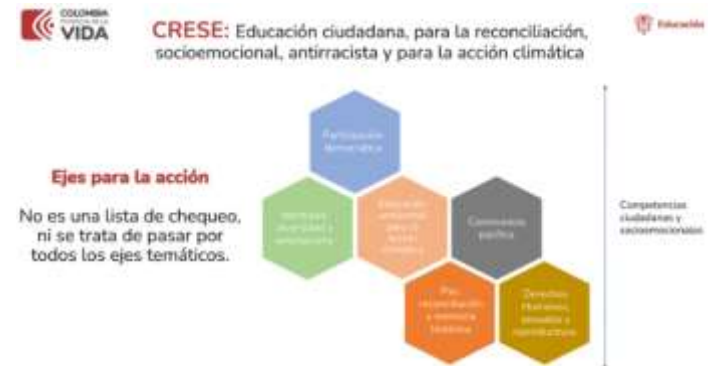 COLOMBIA
POTENCIA DE LA
VIDA
CRESE: Educación ciudadana, para la reconciliación,
socioemocional, antirracista y para la acción climática
Educación
Ejes para la acción
No es una lista de chequeo,
ni se trata de pasar por
todos los ejes temáticos.
Participación
democrática
Educación
ambiental
para la
acción
climática
Convivencia
pacífica
Paz,
reconciliación
y memoria
histórica
Derechos
Humanos,
sexuales y
reproductivos
Competencias
ciudadanas y
socioemocionales